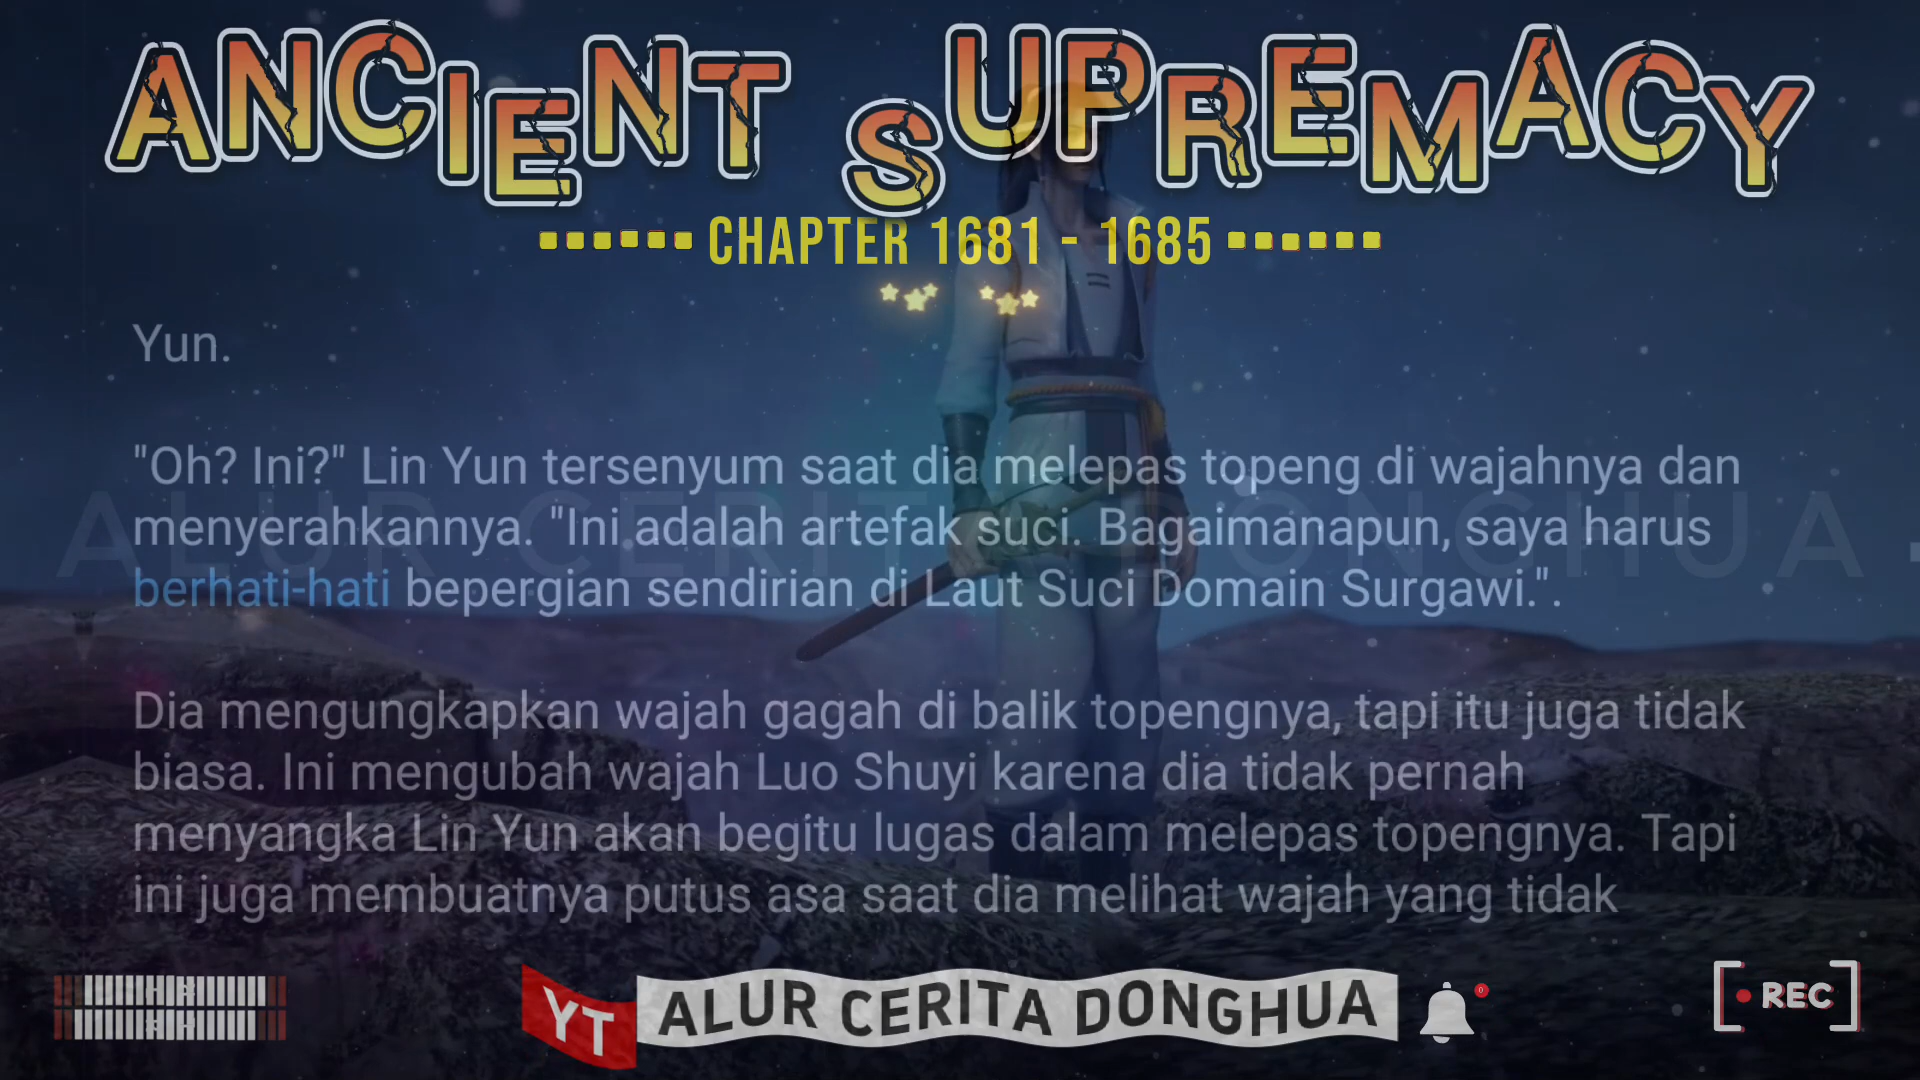 ANCIENT SUPREMACY
CHAPTER 1681 - 1685
Yun.
"Oh? Ini?" Lin Yun tersenyum saat dia melepas topeng di wajahnya dan
menyerahkannya. "Ini adalah artefak suci. Bagaimanapun, saya harus
berhati-hati bepergian sendirian di Laut Suci Domain Surgawi.".
ALUR CERITA DONGHUA
Dia mengungkapkan wajah gagah di balik topengnya, tapi itu juga tidak
biasa. Ini mengubah wajah Luo Shuyi karena dia tidak pernah
menyangka Lin Yun akan begitu lugas dalam melepas topengnya. Tapi
ini juga membuatnya putus asa saat dia melihat wajah yang tidak
YT ALUR CERITA DONGHUA
REC